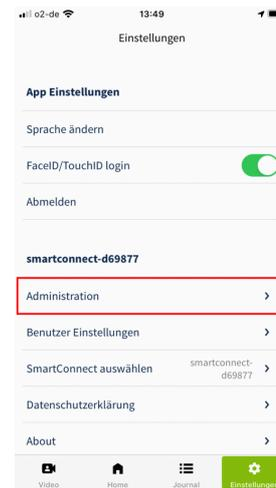 o2-de 13:49
Einstellungen
App Einstellungen
Sprache ändern
FaceID/TouchID login
Abmelden
smartconnect-d69877
Administration
Benutzer Einstellungen
SmartConnect auswählen smartconnect-
d69877
Datenschutzerklärung
About
Video Home Journal Einstellungen